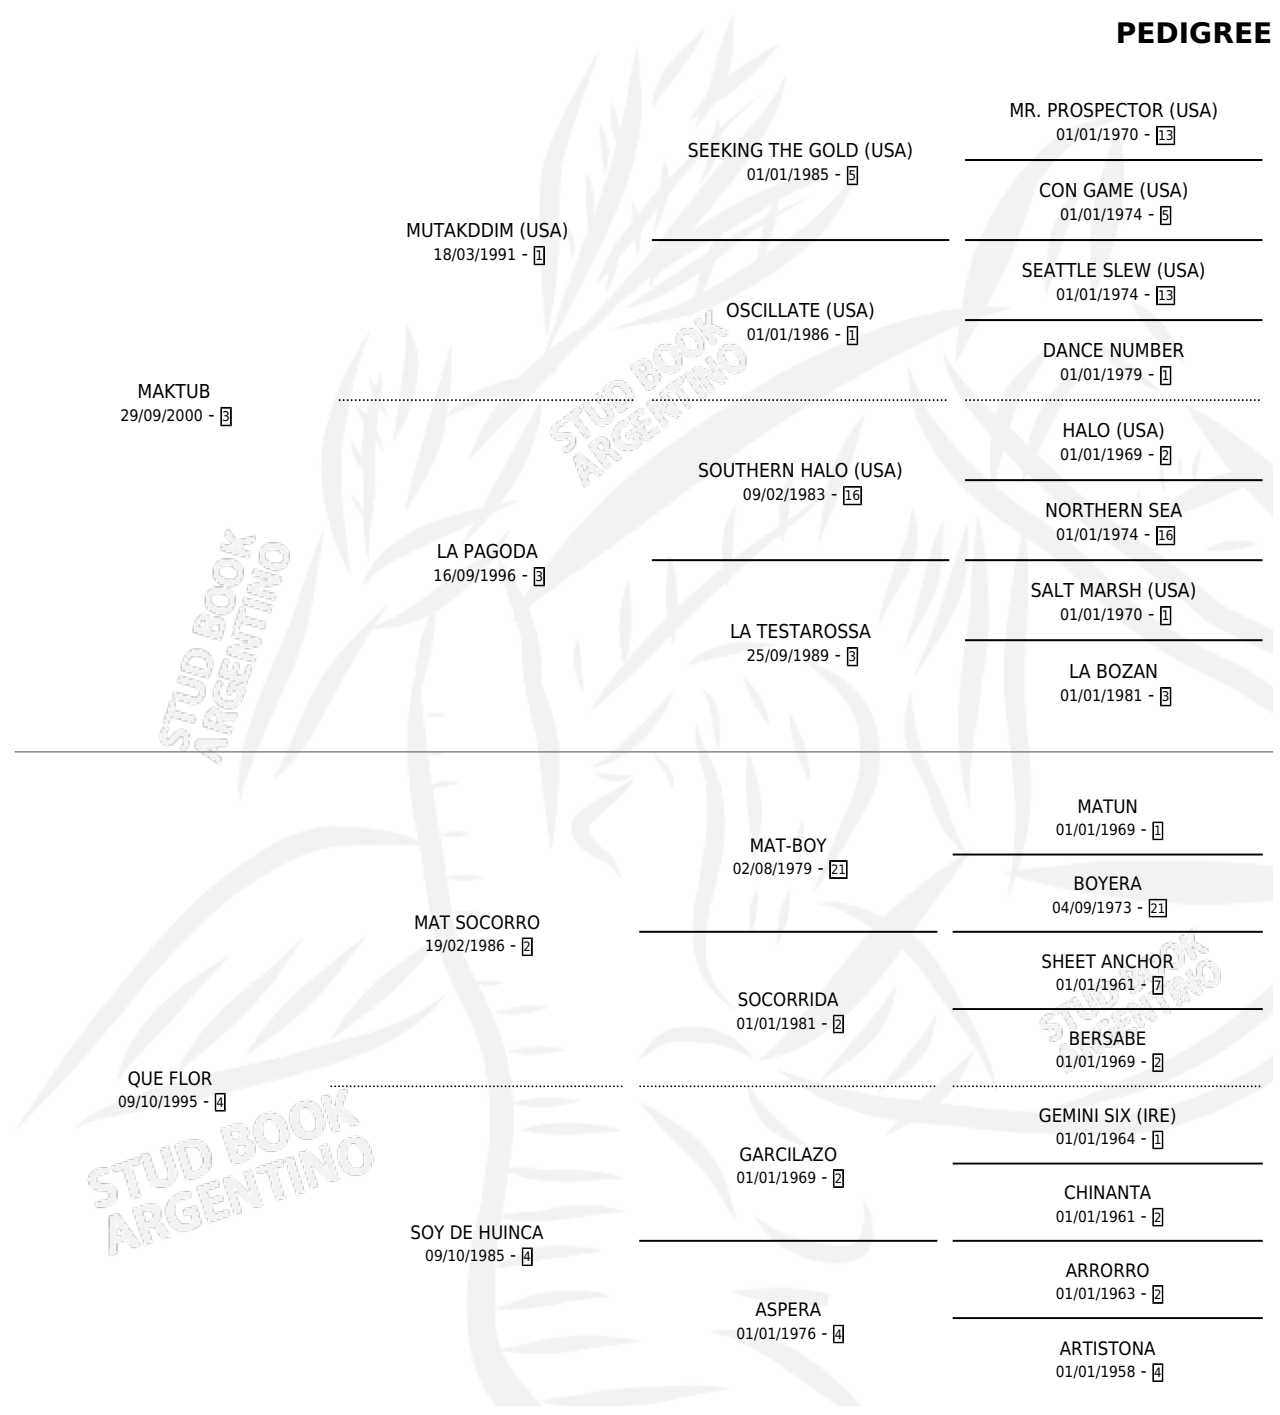 PEDIGREE
MR. PROSPECTOR (USA)
01/01/1970 - 13
SEEKING THE GOLD (USA)
01/01/1985 - 5
CON GAME (USA)
01/01/1974 - 5
MUTAKDDIM (USA)
18/03/1991 - 1
SEATTLE SLEW (USA)
01/01/1974 - 13
OSCILLATE (USA)
01/01/1986 - 1
DANCE NUMBER
01/01/1979 - 1
MAKTUB
29/09/2000 - 3
HALO (USA)
01/01/1969 - 2
SOUTHERN HALO (USA)
09/02/1983 - 16
NORTHERN SEA
01/01/1974 - 16
LA PAGODA
16/09/1996 - 3
SALT MARSH (USA)
01/01/1970 - 1
LA TESTAROSSA
25/09/1989 - 3
LA BOZAN
01/01/1981 - 3
MATUN
01/01/1969 - 1
MAT-BOY
02/08/1979 - 21
BOYERA
04/09/1973 - 21
MAT SOCORRO
19/02/1986 - 2
SHEET ANCHOR
01/01/1961 - 7
SOCORRIDA
01/01/1981 - 2
BERSABE
01/01/1969 - 2
QUE FLOR
09/10/1995 - 4
GEMINI SIX (IRE)
01/01/1964 - 1
GARCILAZO
01/01/1969 - 2
CHINANTA
01/01/1961 - 2
SOY DE HUINCA
09/10/1985 - 4
ARRORRO
01/01/1963 - 2
ASPERA
01/01/1976 - 4
ARTISTONA
01/01/1958 - 4
STUD BOOK
ARGENTINO
STUD BOOK
ARGENTINO
STUD BOOK
ARGENTINO
STUD BOOK
ARGENTINO